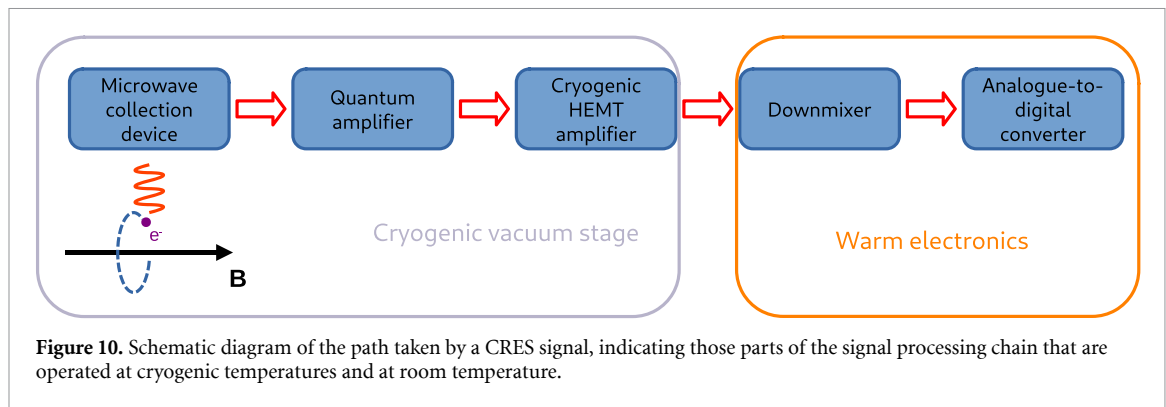 Microwave
collection
device
Quantum
amplifier
Cryogenic
HEMT
amplifier
Downmixer
Analogue-to-
digital
converter
e-
B
Cryogenic vacuum stage
Warm electronics
Figure 10. Schematic diagram of the path taken by a CRES signal, indicating those parts of the signal processing chain that are
operated at cryogenic temperatures and at room temperature.